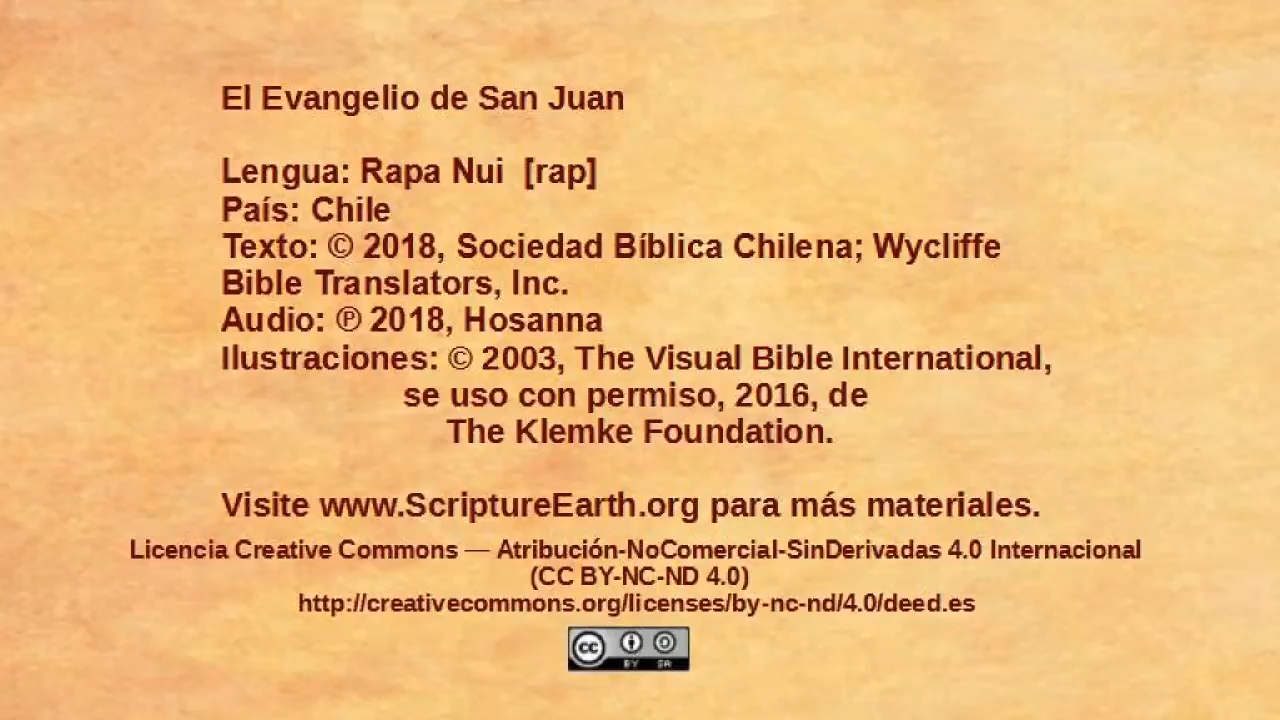 El Evangelio de San Juan
Lengua: Rapa Nui [rap]
País: Chile
Texto: © 2018, Sociedad Bíblica Chilena; Wycliffe
Bible Translators, Inc.
Audio: ℗ 2018, Hosanna
Ilustraciones: © 2003, The Visual Bible International,
se uso con permiso, 2016, de
The Klemke Foundation.
Visite www.ScriptureEarth.org para más materiales.
Licencia Creative Commons — Atribución-NoComercial-SinDerivadas 4.0 Internacional
(CC BY-NC-ND 4.0)
http://creativecommons.org/licenses/by-nc-nd/4.0/deed.es
cc BY SA